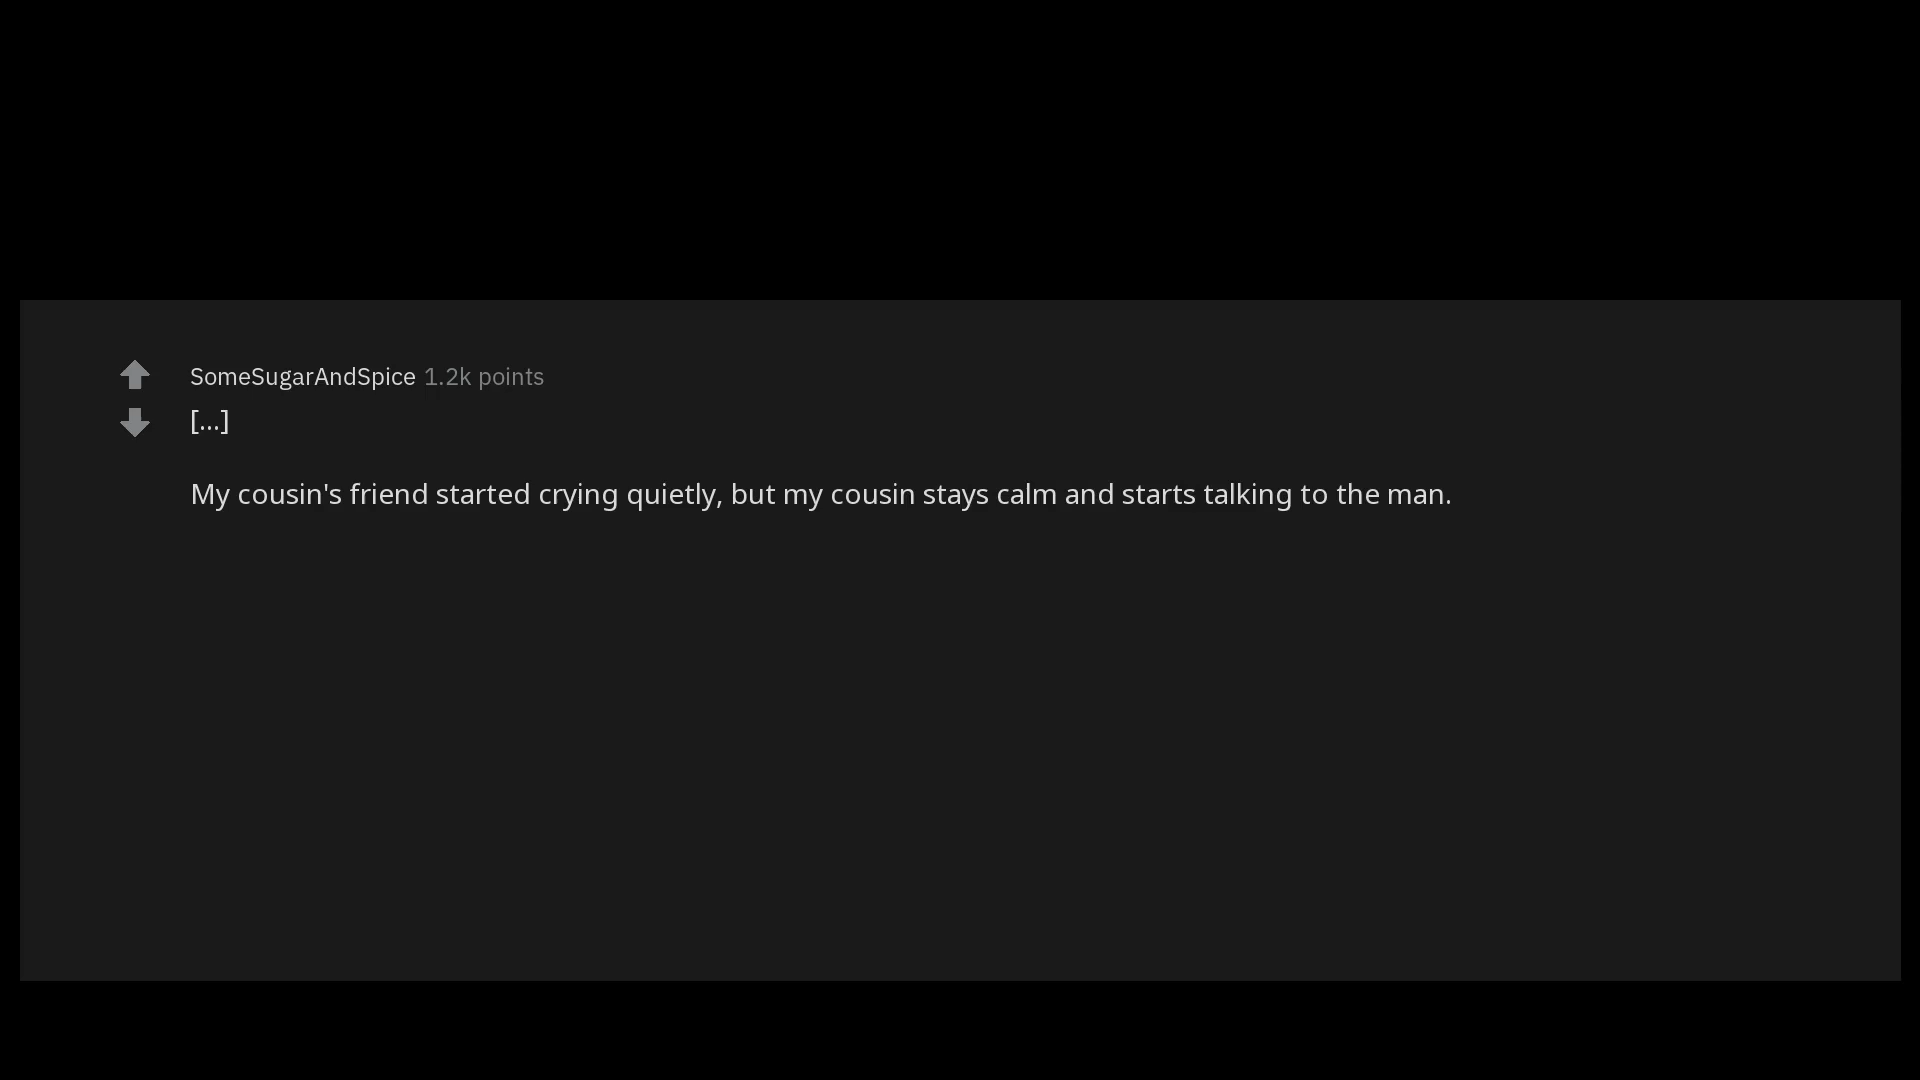 SomeSugarAndSpice 1.2k points
[...]
My cousin's friend started crying quietly, but my cousin stays calm and starts talking to the man.